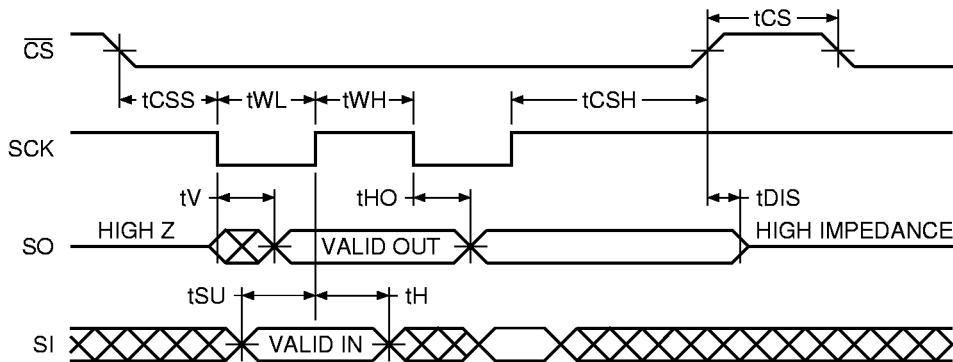 tCS
C̅S̅
tCSS tWL tWH tCSH
SCK
tV tHO tDIS
HIGH Z VALID OUT HIGH IMPEDANCE
SO
tSU tH
SI VALID IN